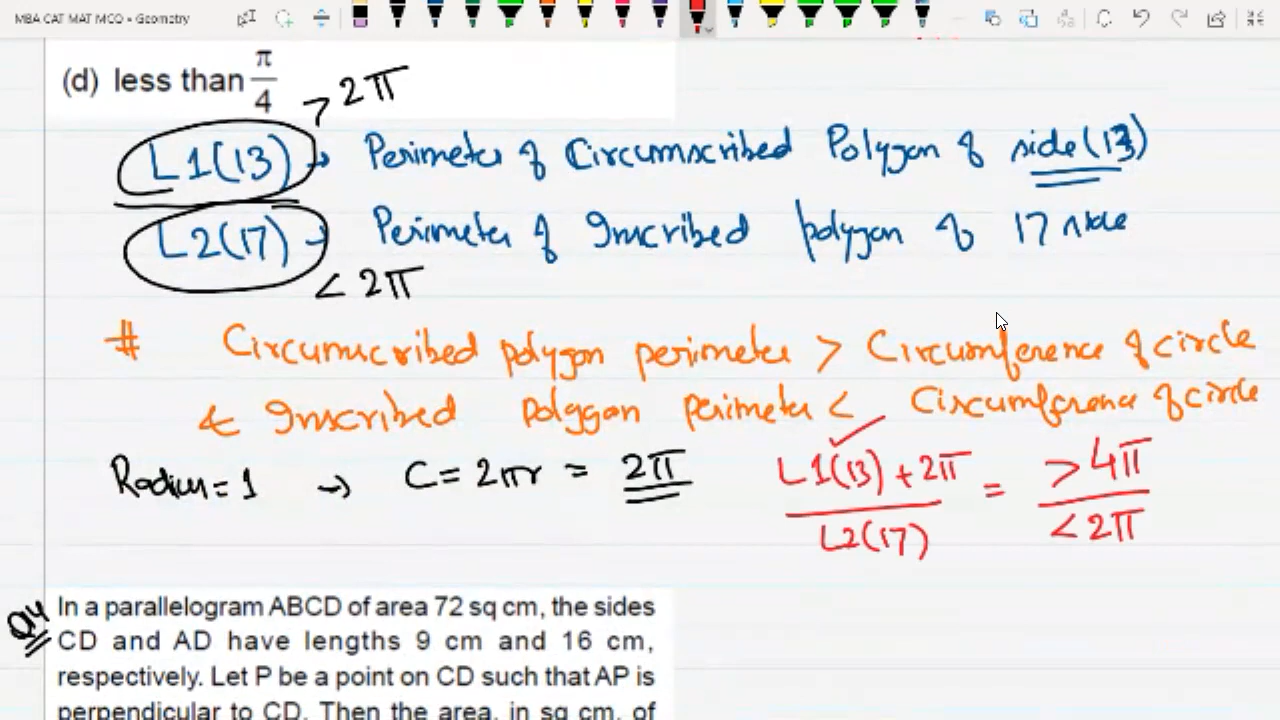 MBA CAT MAT MCQ • Geometry
(d) less than π/4
> 2π
L1(13) → Perimeter of Circumscribed Polygon of side(13)
L2(17) → Perimeter of Inscribed polygon of 17 side
< 2π
# Circumscribed polygon perimeter > Circumference of circle
& Inscribed polygon perimeter < Circumference of circle
Radius = 1 → C = 2πr = 2π
L1(13) + 2π / L2(17) = > 4π / < 2π
Q4 In a parallelogram ABCD of area 72 sq cm, the sides
CD and AD have lengths 9 cm and 16 cm,
respectively. Let P be a point on CD such that AP is
perpendicular to CD. Then the area, in sq cm, of